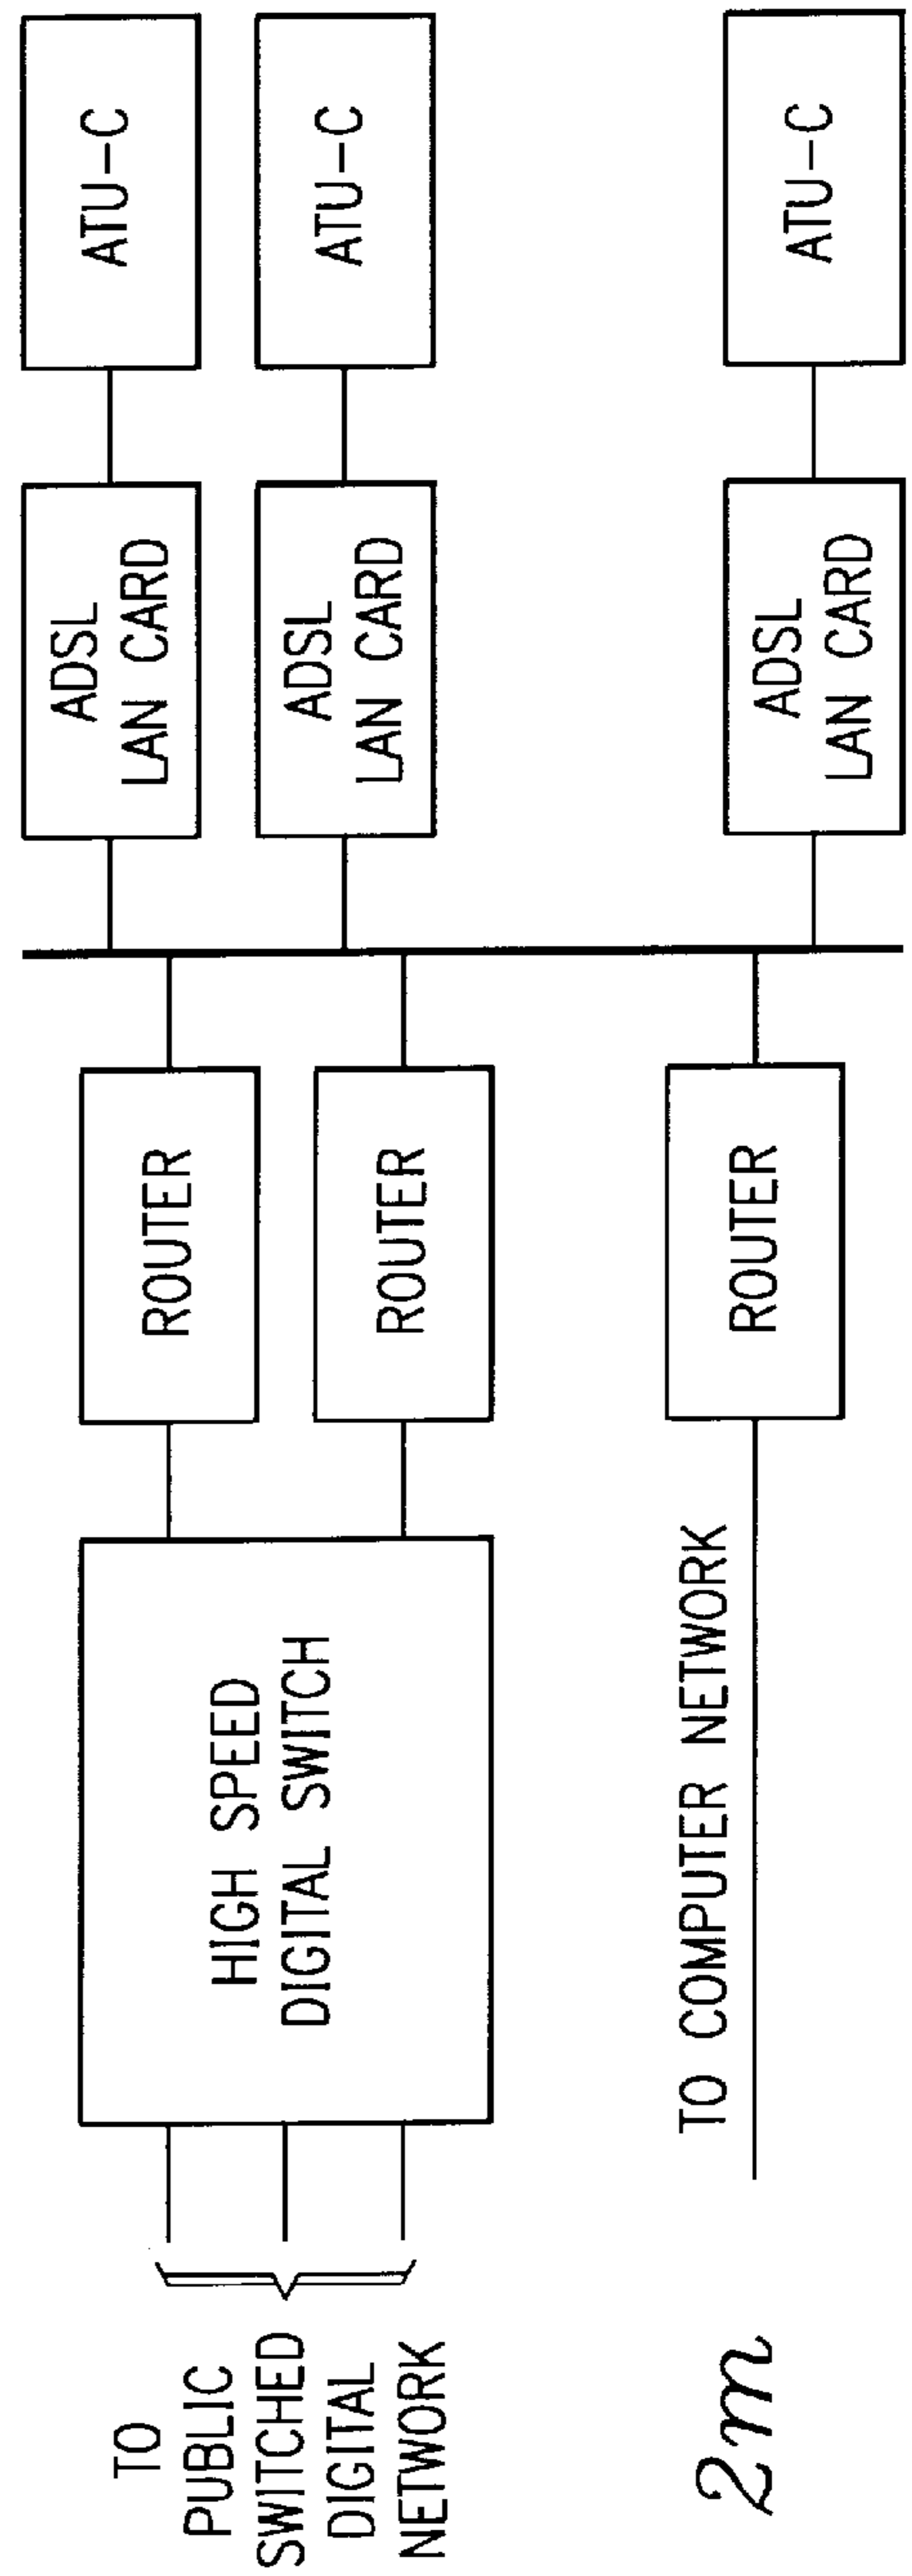 TO
PUBLIC
SWITCHED
DIGITAL
NETWORK
HIGH SPEED
DIGITAL SWITCH
ROUTER
ROUTER
ADSL
LAN CARD
ATU-C
ADSL
LAN CARD
ATU-C
TO COMPUTER NETWORK
ROUTER
ADSL
LAN CARD
ATU-C
2m